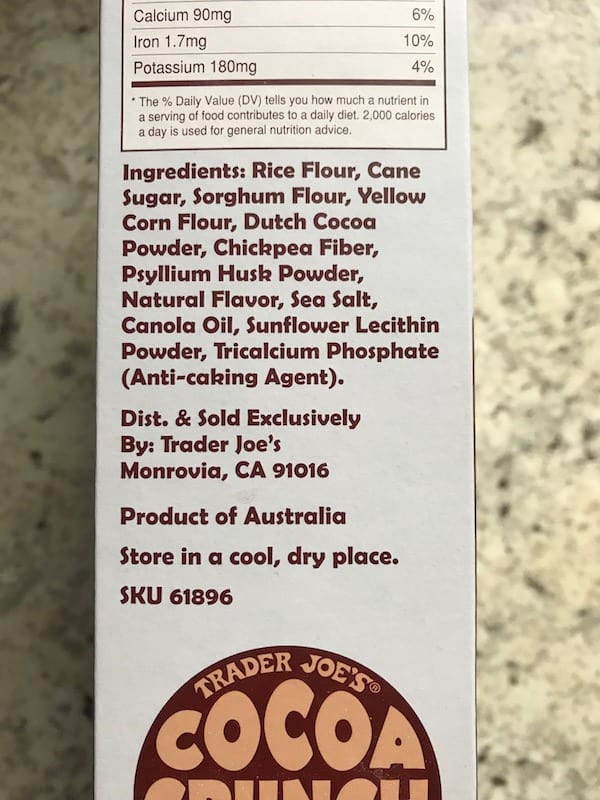 Calcium 90mg 6%
Iron 1.7mg 10%
Potassium 180mg 4%
* The % Daily Value (DV) tells you how much a nutrient in
a serving of food contributes to a daily diet. 2,000 calories
a day is used for general nutrition advice.
Ingredients: Rice Flour, Cane
Sugar, Sorghum Flour, Yellow
Corn Flour, Dutch Cocoa
Powder, Chickpea Fiber,
Psyllium Husk Powder,
Natural Flavor, Sea Salt,
Canola Oil, Sunflower Lecithin
Powder, Tricalcium Phosphate
(Anti-caking Agent).
Dist. & Sold Exclusively
By: Trader Joe's
Monrovia, CA 91016
Product of Australia
Store in a cool, dry place.
SKU 61896
TRADER JOE'S®
COCOA
CRUNCH